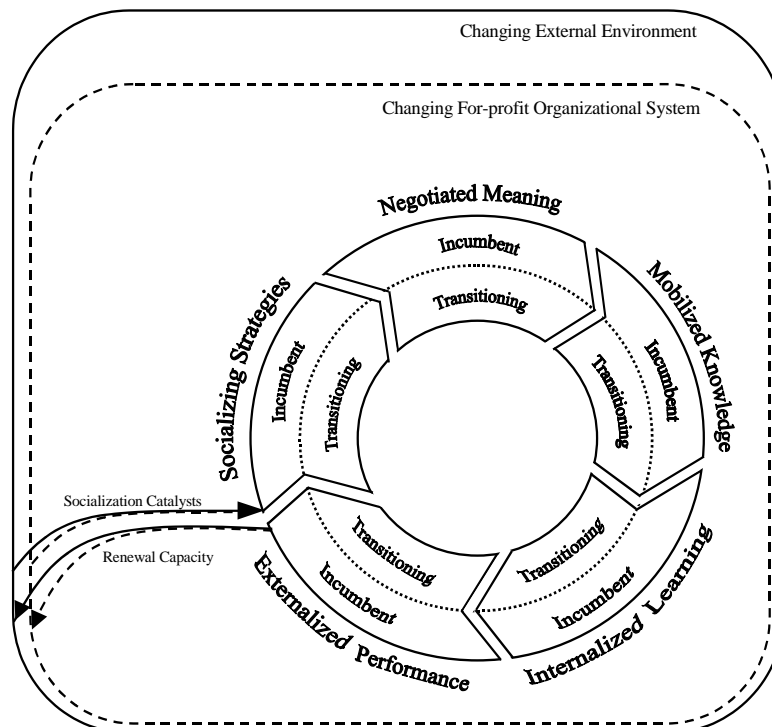 Changing External Environment
Changing For-profit Organizational System
Negotiated Meaning
Incumbent
Transitioning
Mobilized Knowledge
Incumbent
Transitioning
Socializing Strategies
Incumbent
Transitioning
Socialization Catalysts
Renewal Capacity
Transitioning
Incumbent
Externalized Performance
Transitioning
Incumbent
Internalized Learning